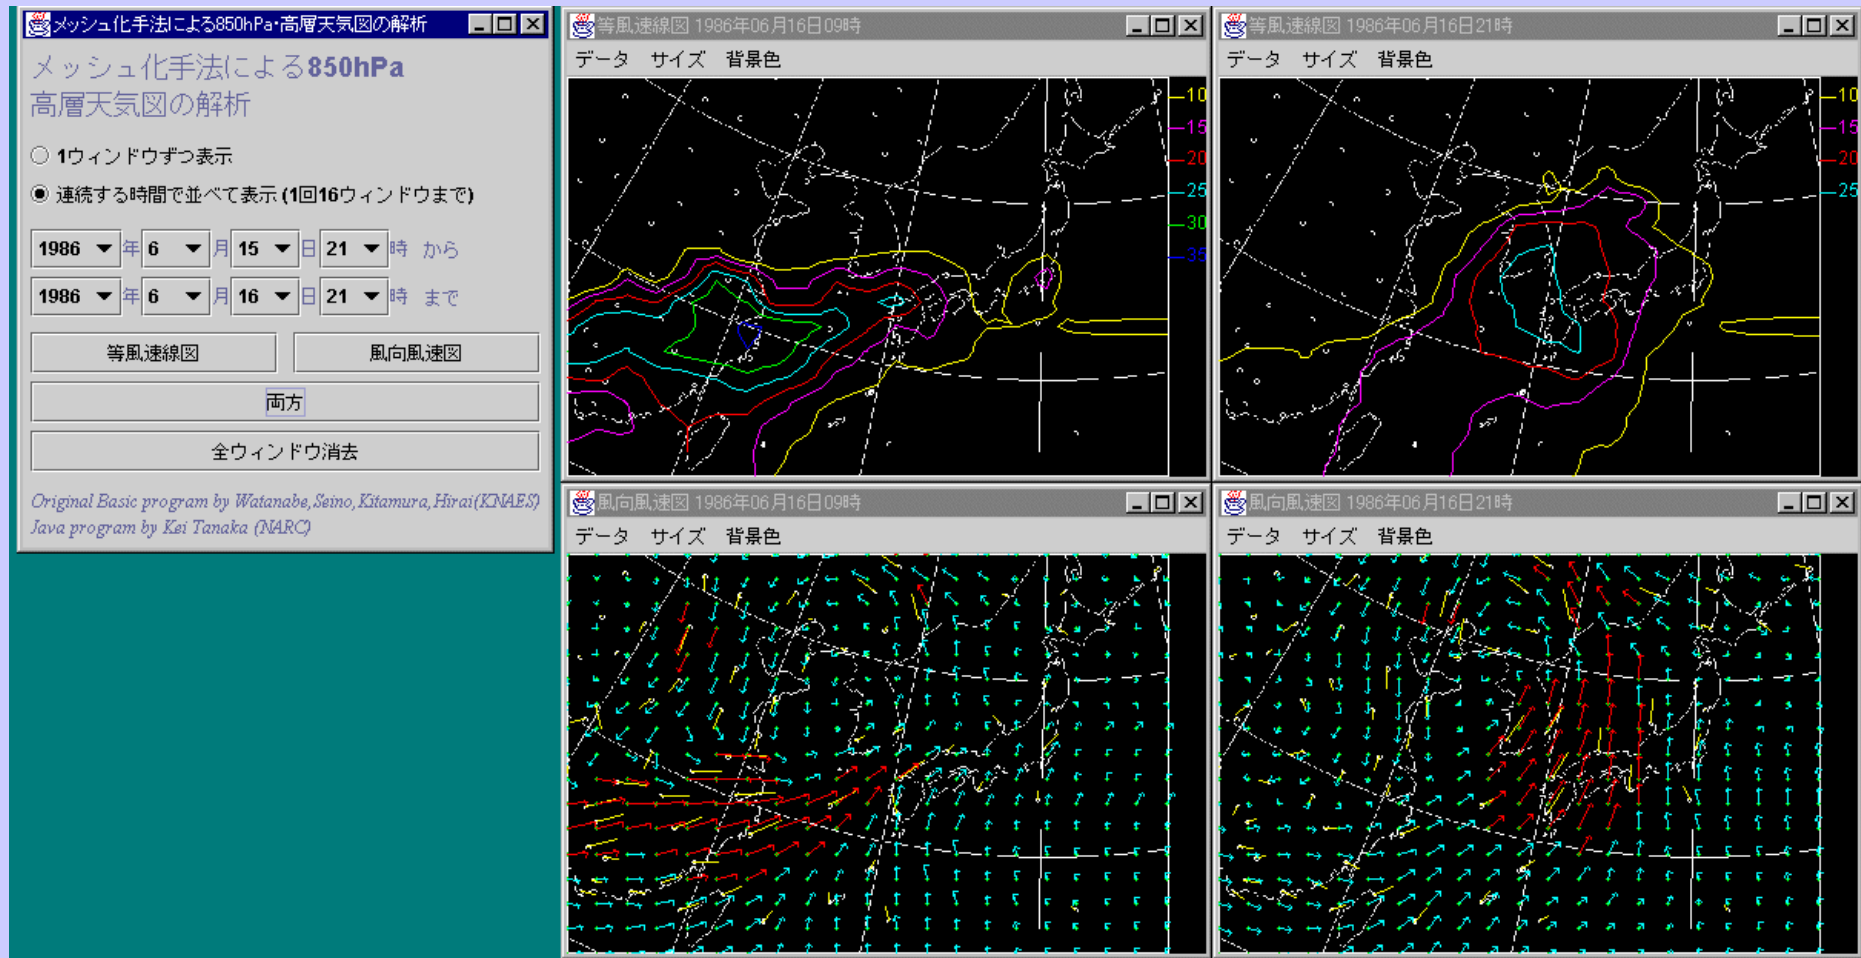 メッシュ化手法による850hPa・高層天気図の解析
メッシュ化手法による850hPa
高層天気図の解析
1ウィンドウずつ表示
連続する時間で並べて表示 (1回16ウィンドウまで)
1986 年 6 月 15 日 21 時 から
1986 年 6 月 16 日 21 時 まで
等風速線図 風向風速図
両方
全ウィンドウ消去
Original Basic program by Watanabe,Seino,Kitamura,Hirai(KNAES)
Java program by Kei Tanaka (NARC)
等風速線図 1986年06月16日09時
データ サイズ 背景色
10
15
20
25
30
35
等風速線図 1986年06月16日21時
データ サイズ 背景色
10
15
20
25
風向風速図 1986年06月16日09時
データ サイズ 背景色
風向風速図 1986年06月16日21時
データ サイズ 背景色